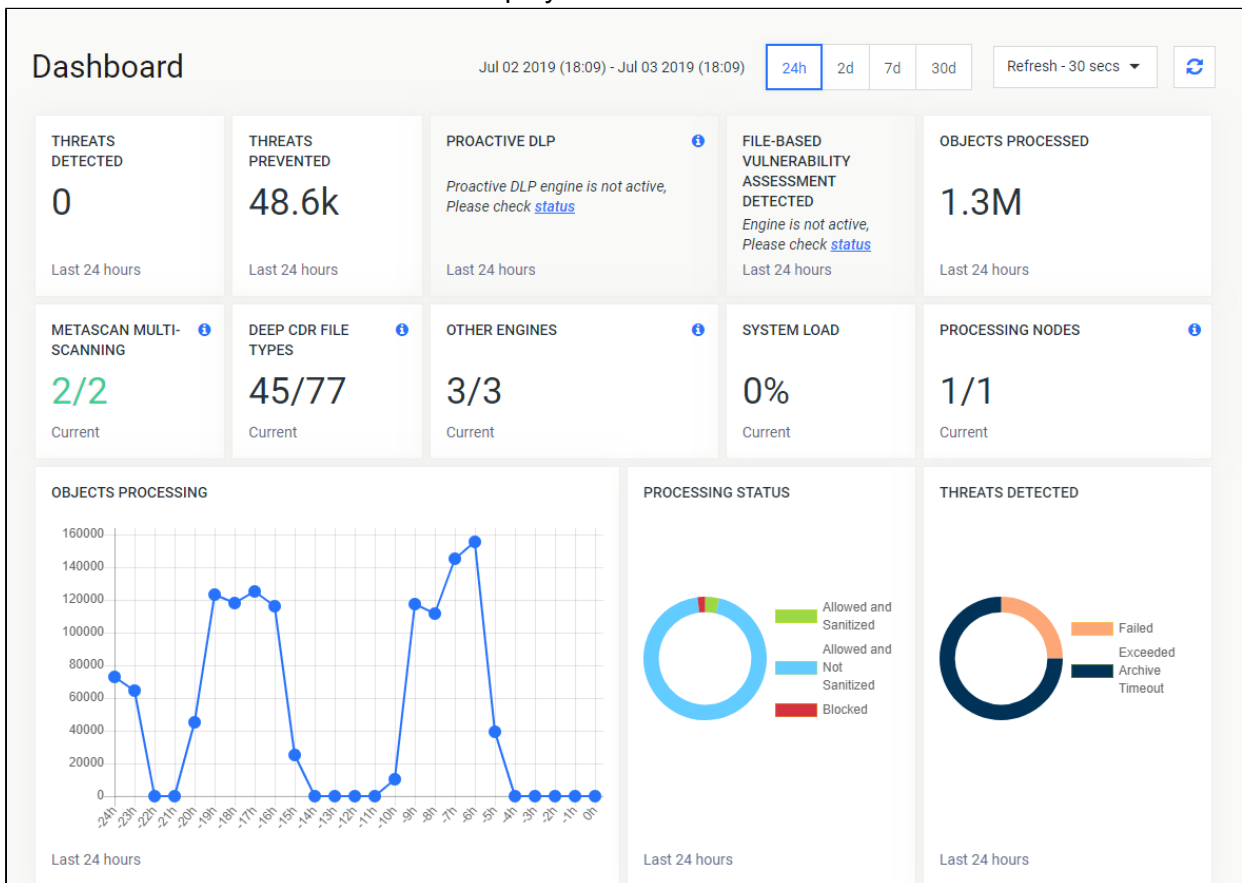 Dashboard
Jul 02 2019 (18:09) - Jul 03 2019 (18:09)
24h
2d
7d
30d
Refresh - 30 secs
THREATS
DETECTED
0
Last 24 hours
THREATS
PREVENTED
48.6k
Last 24 hours
PROACTIVE DLP
Proactive DLP engine is not active,
Please check status
Last 24 hours
FILE-BASED
VULNERABILITY
ASSESSMENT
DETECTED
Engine is not active,
Please check status
Last 24 hours
OBJECTS PROCESSED
1.3M
Last 24 hours
METASCAN MULTI-
SCANNING
2/2
Current
DEEP CDR FILE
TYPES
45/77
Current
OTHER ENGINES
3/3
Current
SYSTEM LOAD
0%
Current
PROCESSING NODES
1/1
Current
OBJECTS PROCESSING
160000
140000
120000
100000
80000
60000
40000
20000
0
-24h
-23h
-22h
-21h
-20h
-19h
-18h
-17h
-16h
-15h
-14h
-13h
-12h
-11h
-10h
-9h
-8h
-7h
-6h
-5h
-4h
-3h
-2h
-1h
0h
Last 24 hours
PROCESSING STATUS
Allowed and
Sanitized
Allowed and
Not
Sanitized
Blocked
Last 24 hours
THREATS DETECTED
Failed
Exceeded
Archive
Timeout
Last 24 hours